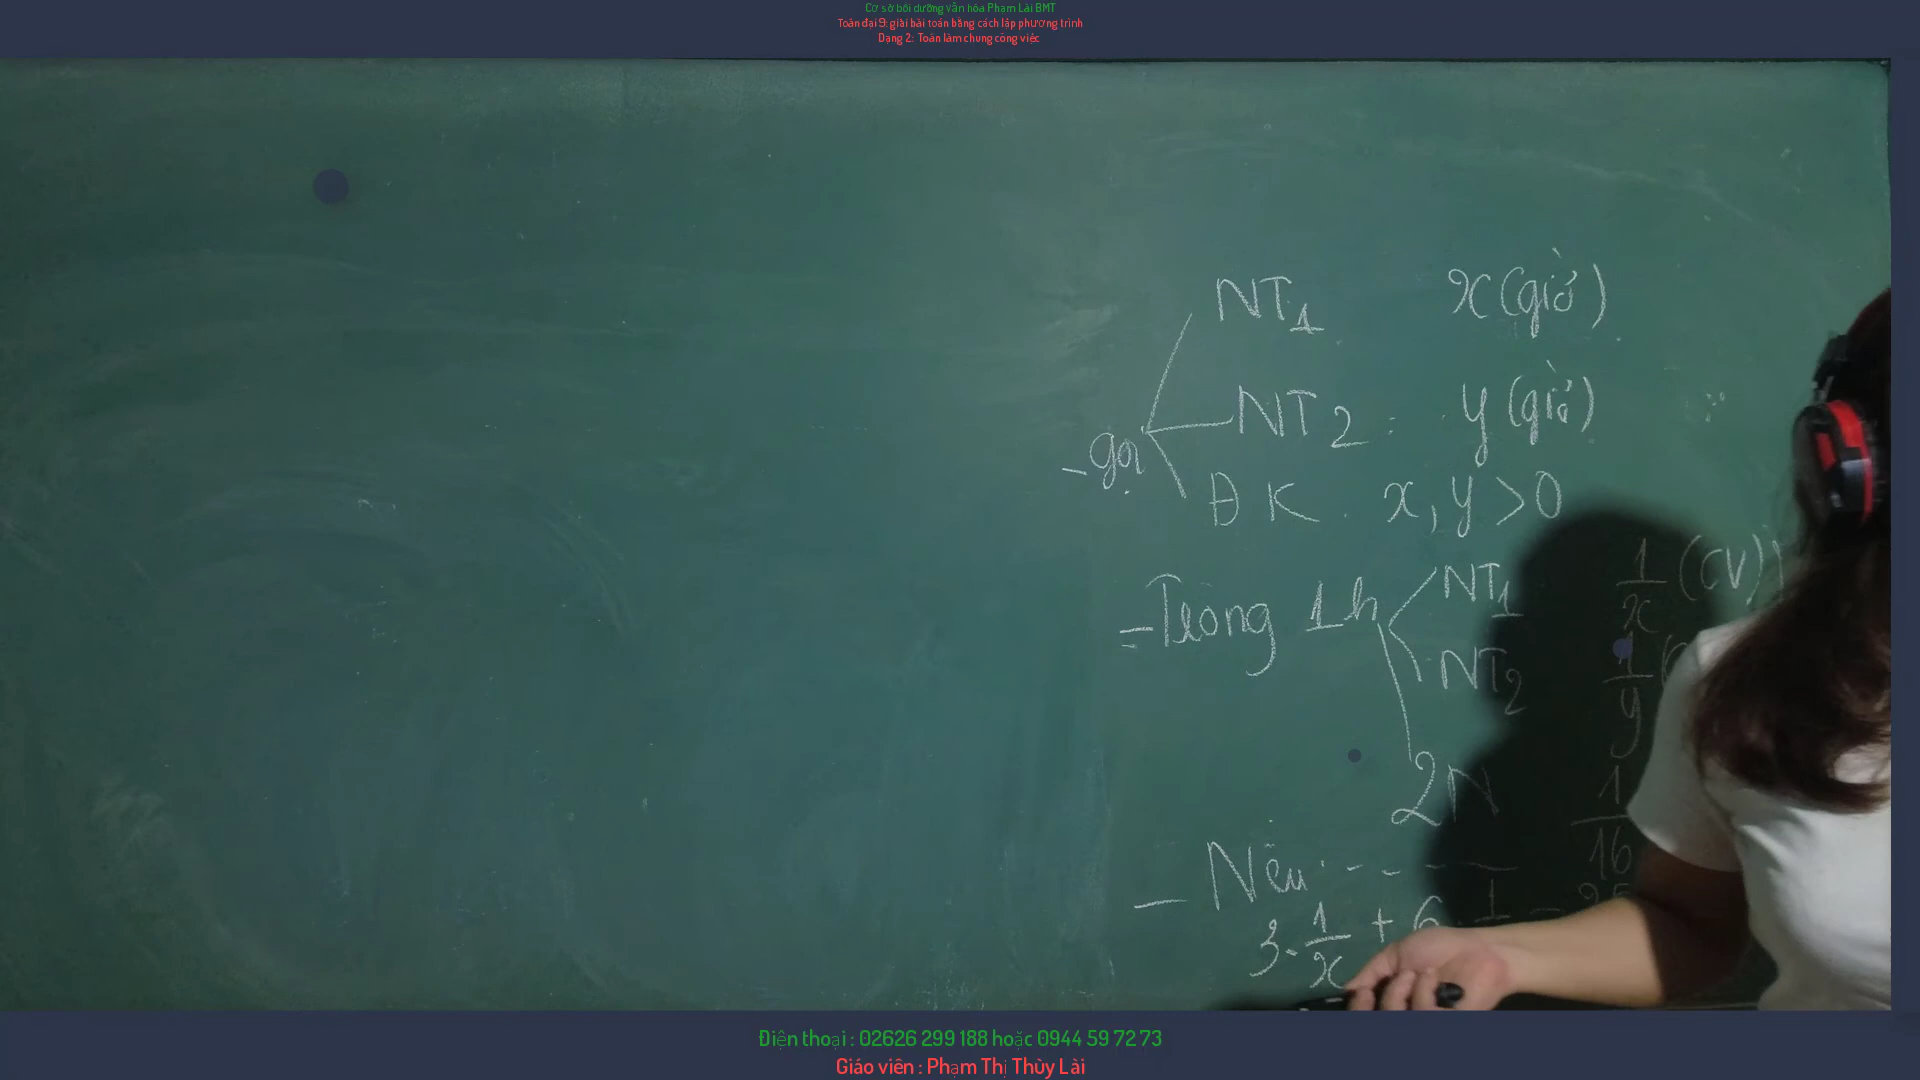 Cơ sở bồi dưỡng văn hóa Phạm Lài BMT
Toán đại 9: giải bài toán bằng cách lập phương trình
Dạng 2: Toán làm chung công việc
NT1 x (giờ)
NT2 : y (giờ)
- Gọi
ĐK . x, y > 0
- Trong 1h NT1 1/x (CV)
NT2 1/y
2N 1/16
- Nếu - - -
3. 1/x + 6 . 1
Điện thoại : 02626 299 188 hoặc 0944 59 72 73
Giáo viên : Phạm Thị Thùy Lài